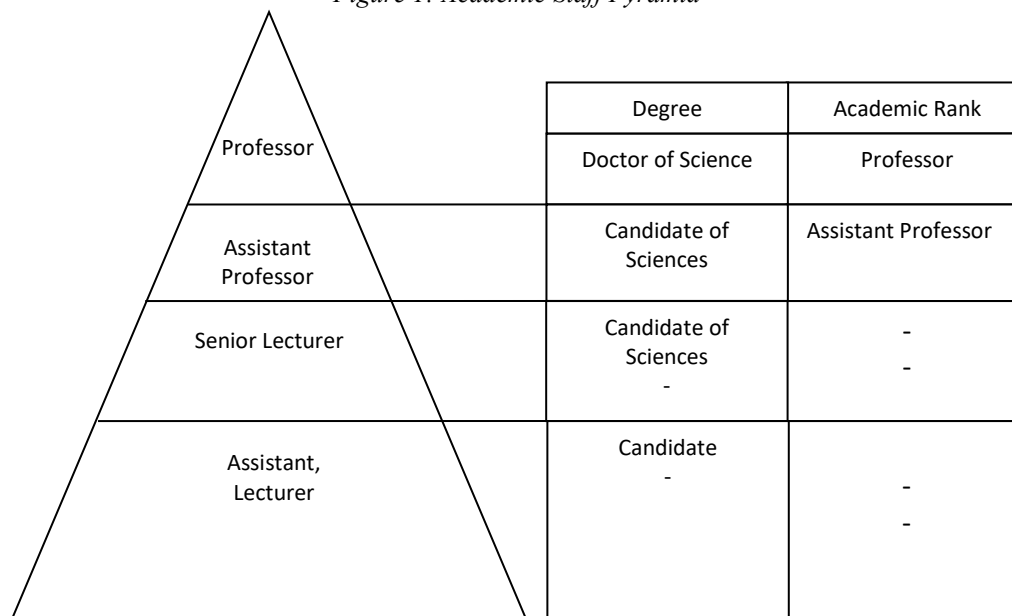 Figure 1: Academic Staff Pyramid
Degree
Academic Rank
Professor
Doctor of Science
Professor
Assistant
Professor
Candidate of
Sciences
Assistant Professor
Senior Lecturer
Candidate of
Sciences
-
-
-
Assistant,
Lecturer
Candidate
-
-
-